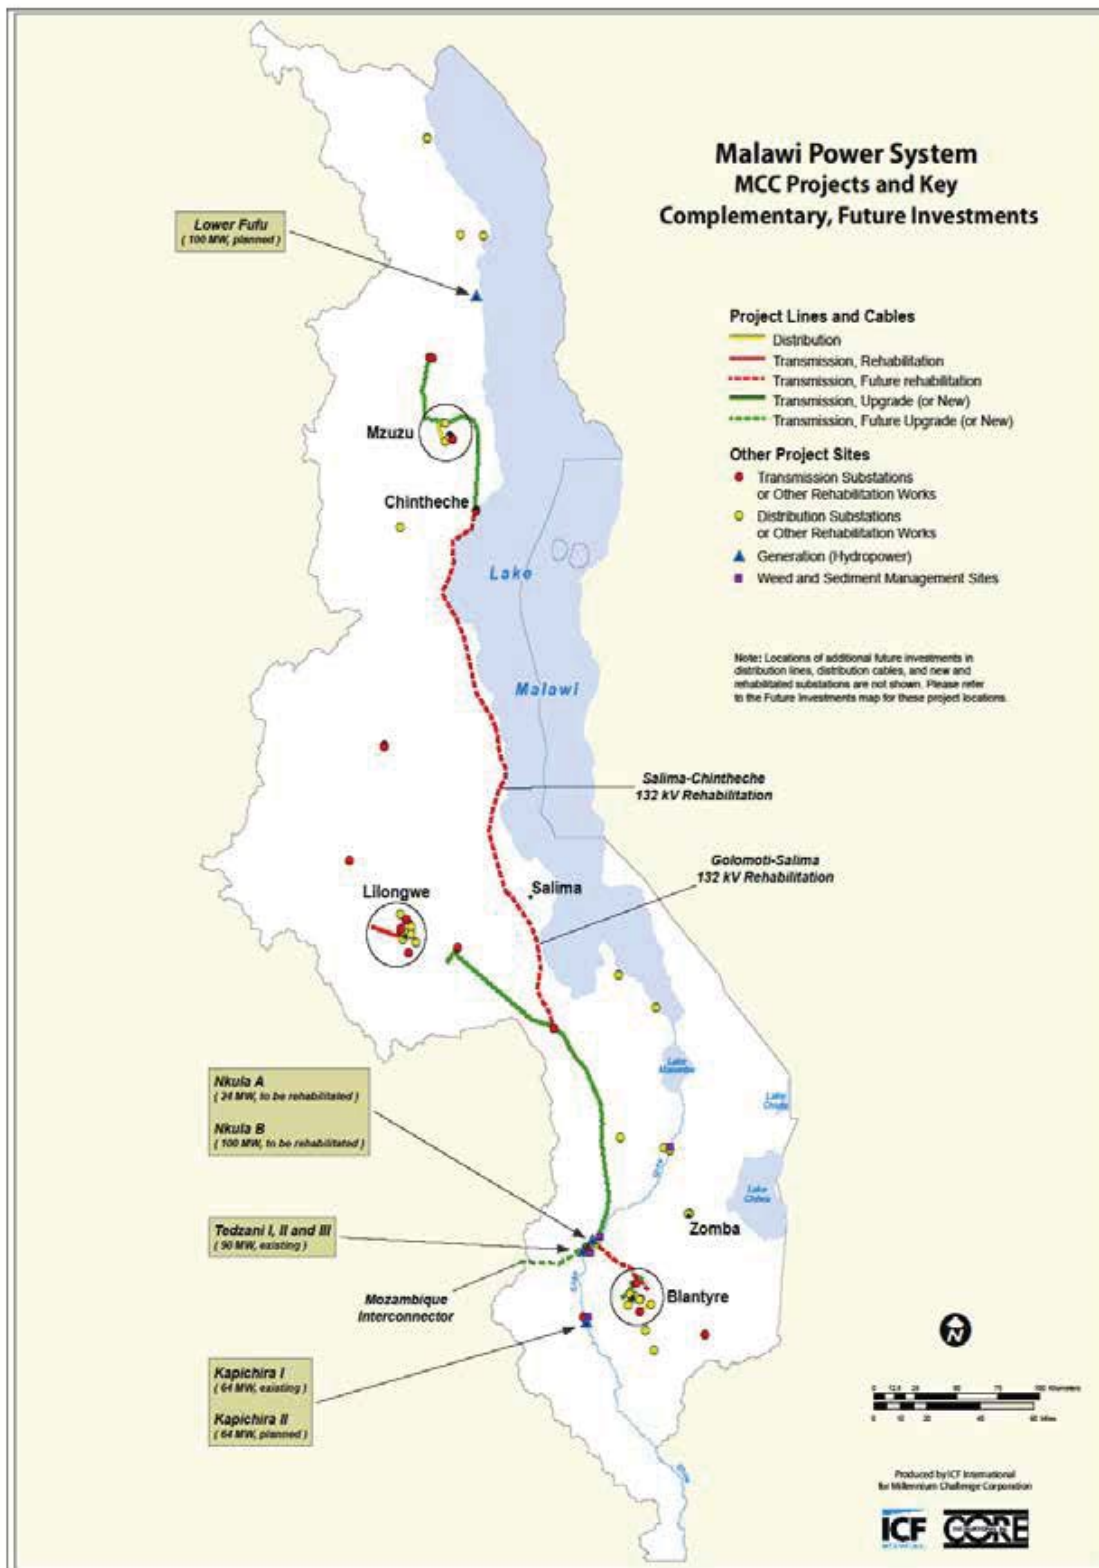 Malawi Power System
MCC Projects and Key
Complementary, Future Investments
Lower Fufu
( 100 MW, planned )
Project Lines and Cables
Distribution
Transmission, Rehabilitation
Transmission, Future rehabilitation
Transmission, Upgrade (or New)
Transmission, Future Upgrade (or New)
Other Project Sites
Transmission Substations
or Other Rehabilitation Works
Distribution Substations
or Other Rehabilitation Works
Generation (Hydropower)
Weed and Sediment Management Sites
Note: Locations of additional future investments in
distribution lines, distribution cables, and new and
rehabilitated substations are not shown. Please refer
to the Future Investments map for these project locations.
Mzuzu
Chintheche
Lake
Malawi
Salima-Chintheche
132 kV Rehabilitation
Golomoti-Salima
132 kV Rehabilitation
Salima
Lilongwe
Nkula A
( 24 MW, to be rehabilitated )
Nkula B
( 100 MW, to be rehabilitated )
Lake
Lake
Lake
Chilwa
Tedzani I, II and III
( 90 MW, existing )
Zomba
Mozambique
Interconnector
Blantyre
Kapichira I
( 64 MW, existing )
Kapichira II
( 64 MW, planned )
N
100 Kilometers
Miles
Produced by ICF International
for Millennium Challenge Corporation
ICF
INTERNATIONAL
CORE